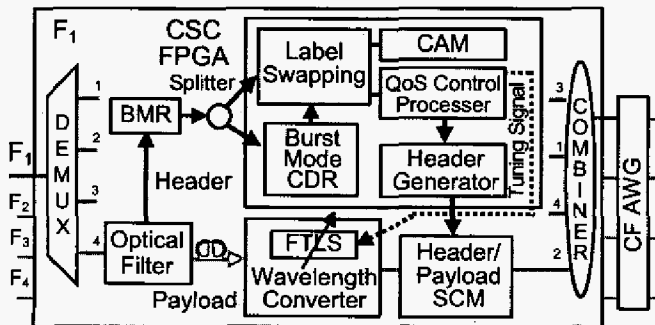 F1
CSC
FPGA
Splitter
Label
Swapping
CAM
QoS Control
Processer
Tuning Signal
BMR
Burst
Mode
CDR
Header
Generator
DEMUX
1
2
3
4
F1
F2
F3
F4
Header
Optical
Filter
Payload
FTLS
Wavelength
Converter
Header/
Payload
SCM
3
1
4
2
COMBINER
CF AWG